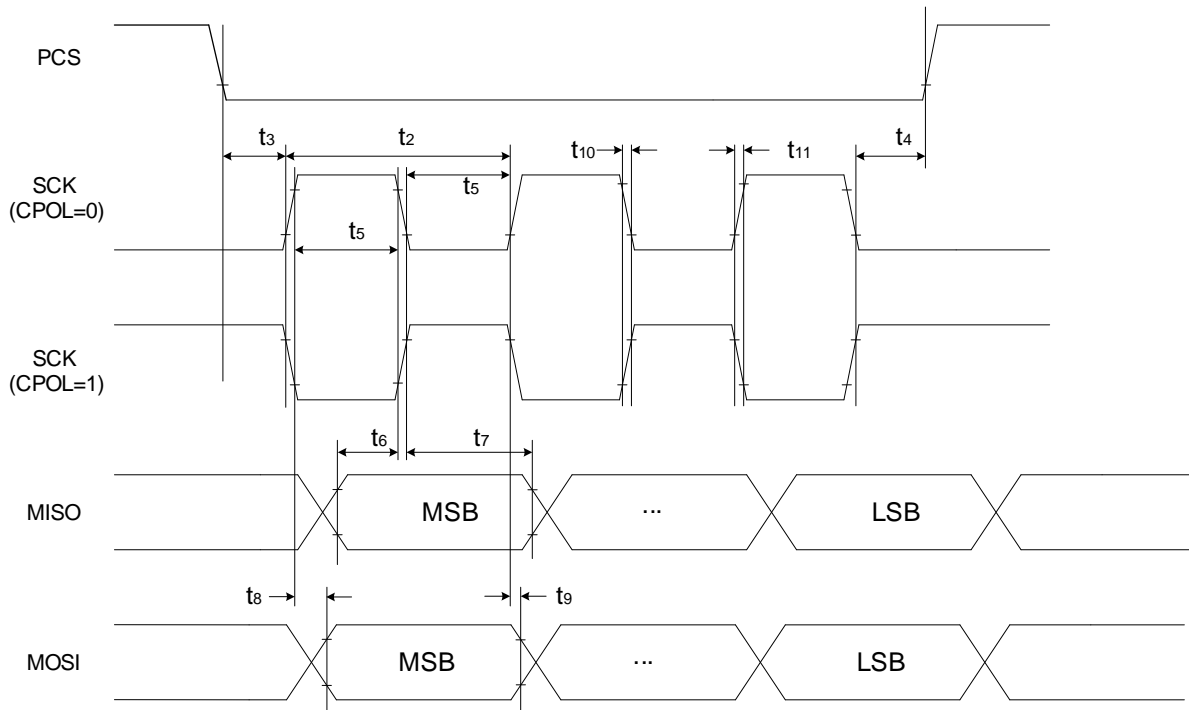 PCS
t3
t2
t10
t11
t4
SCK
(CPOL=0)
t5
t5
SCK
(CPOL=1)
t6
t7
MISO
MSB
...
LSB
t8
t9
MOSI
MSB
...
LSB